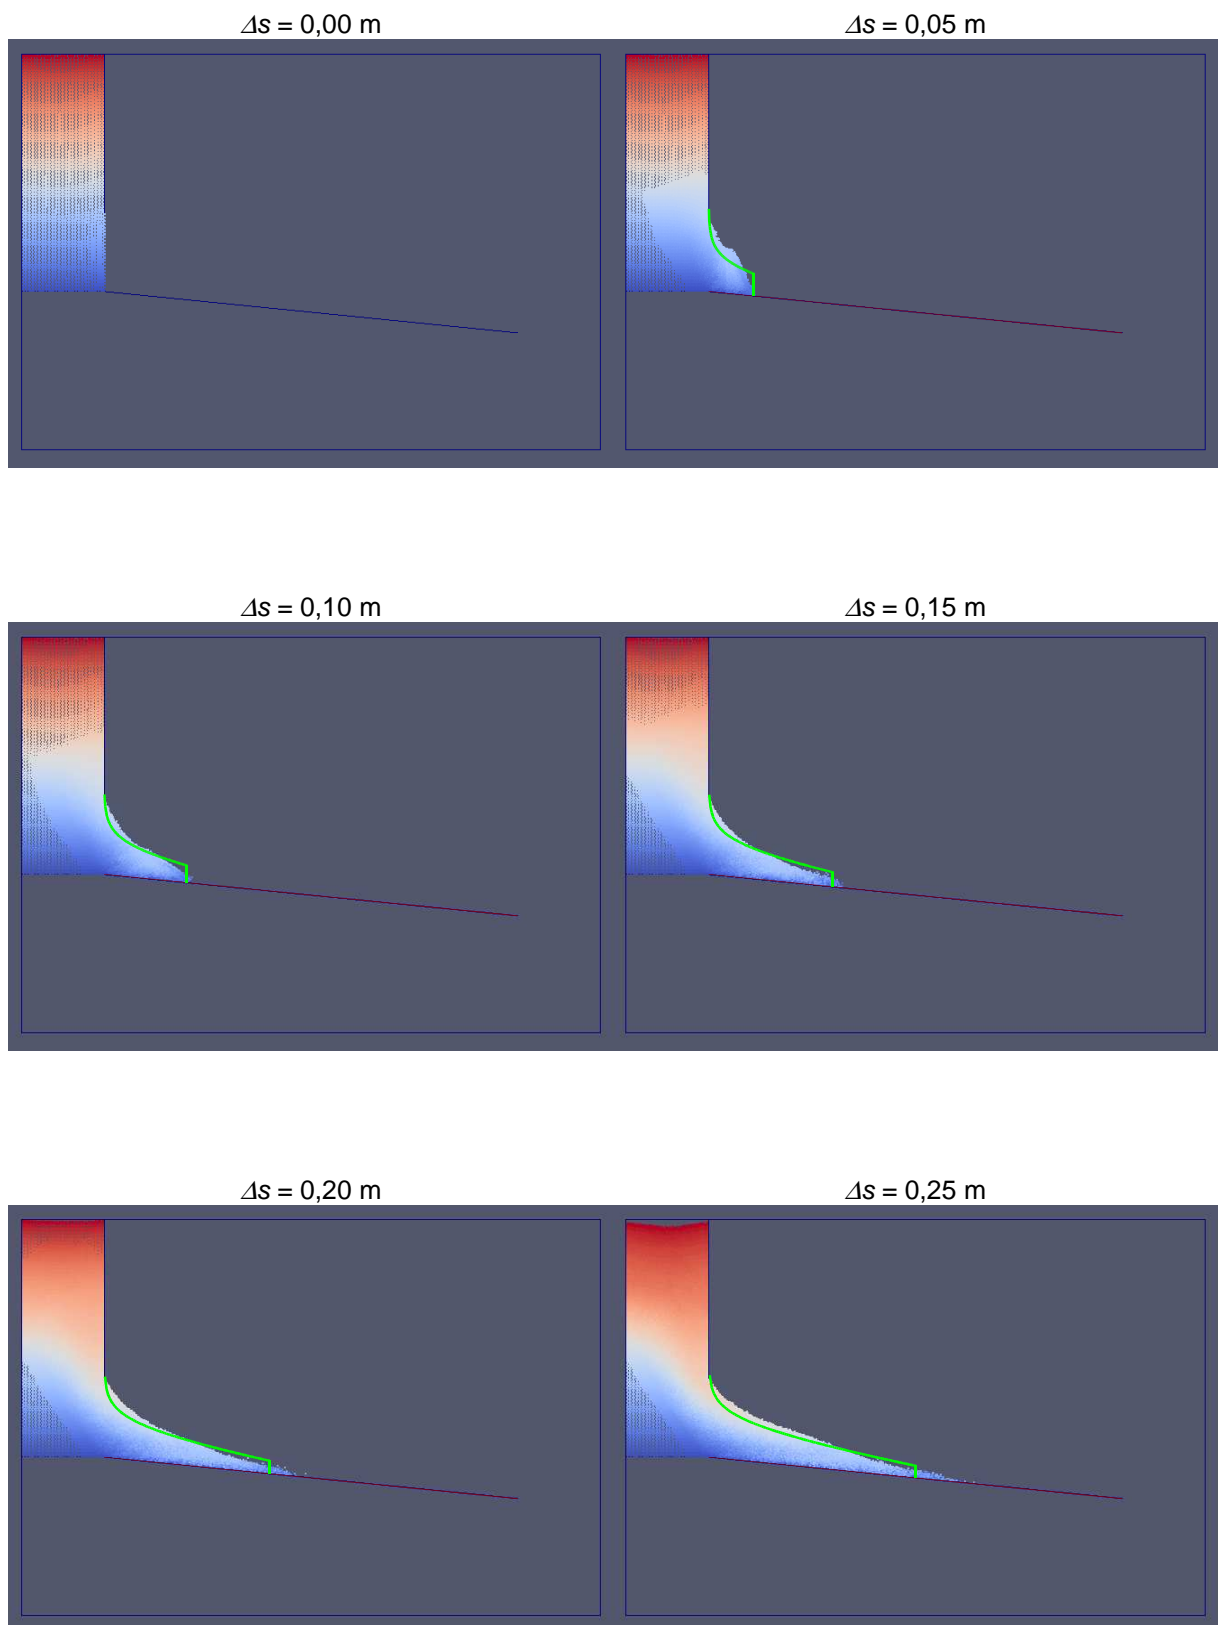 Δs = 0,00 m
Δs = 0,05 m
Δs = 0,10 m
Δs = 0,15 m
Δs = 0,20 m
Δs = 0,25 m